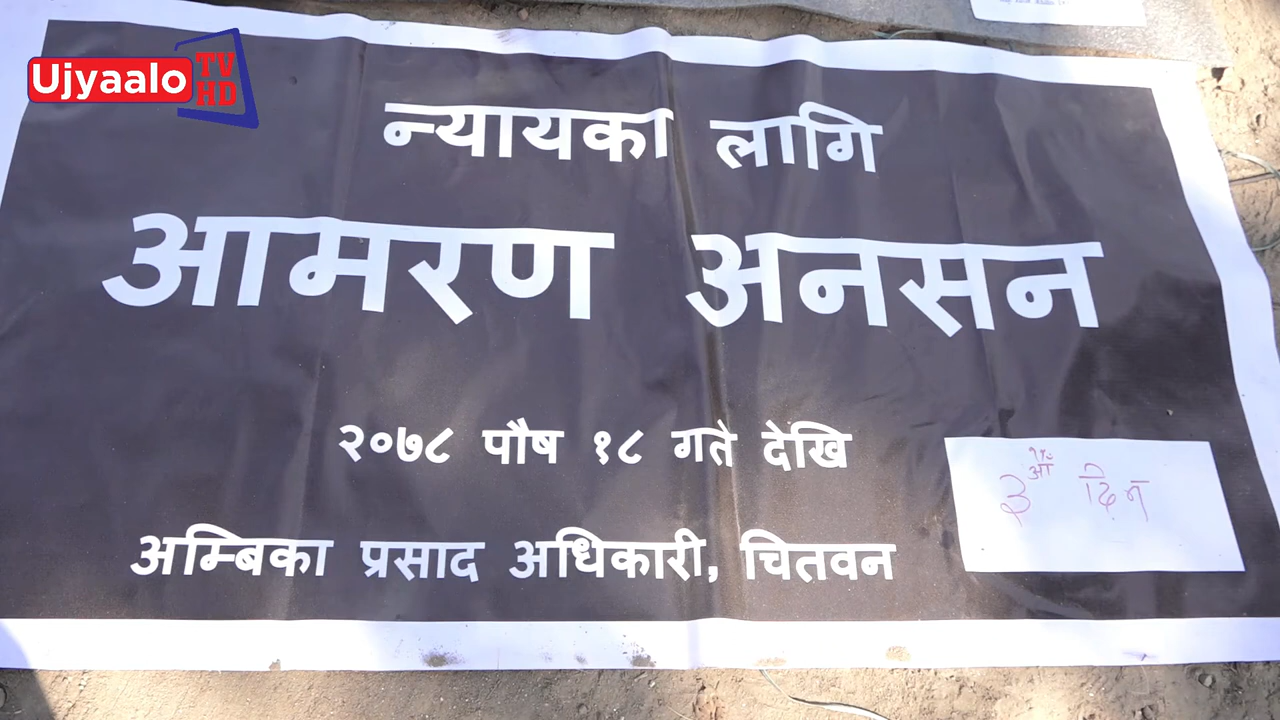 Ujyaalo TV HD
न्यायका लागि
आमरण अनसन
२०७८ पौष १८ गते देखि
३ औं दिन
अम्बिका प्रसाद अधिकारी, चितवन